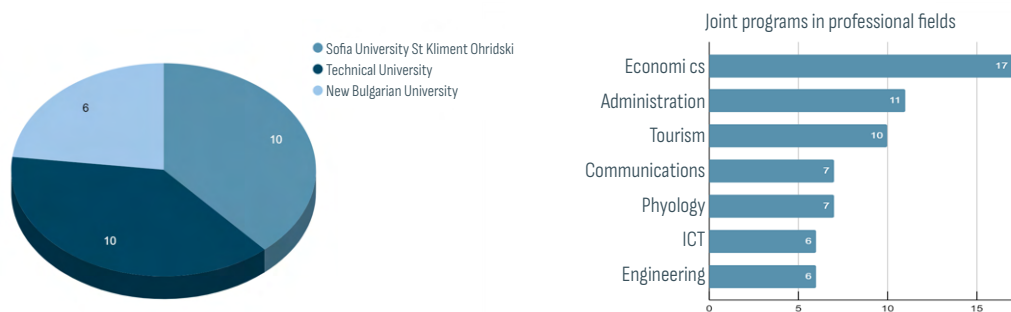 Sofia University St Kliment Ohridski
Technical University
New Bulgarian University
6
10
10
Joint programs in professional fields
Economi cs 17
Administration 11
Tourism 10
Communications 7
Phyology 7
ICT 6
Engineering 6
0 5 10 15